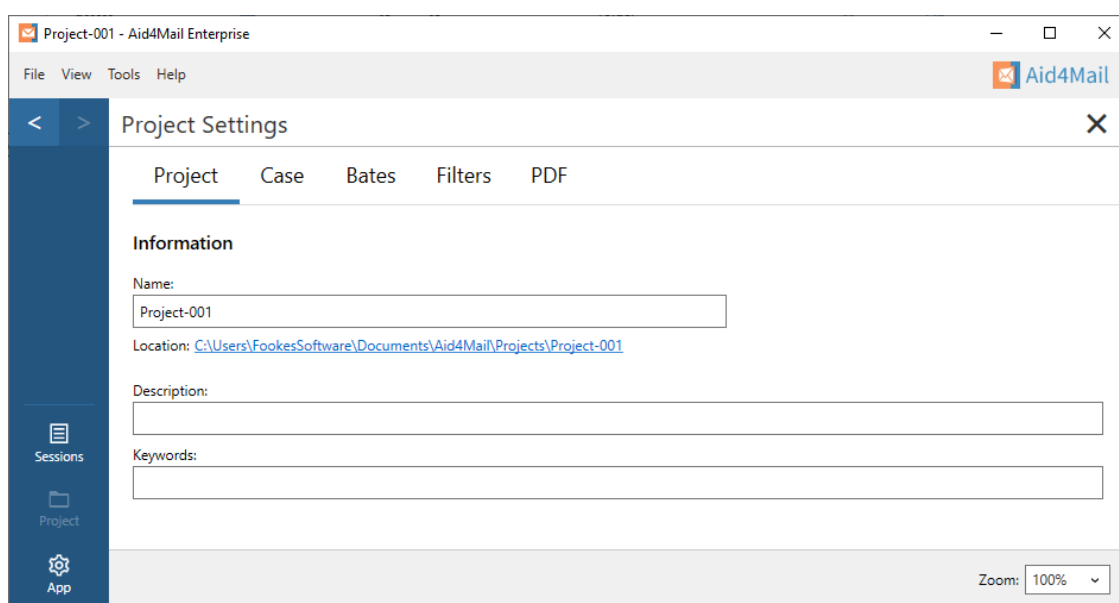 Project-001 - Aid4Mail Enterprise
File View Tools Help
Aid4Mail
< > Project Settings
Project Case Bates Filters PDF
Information
Name:
Project-001
Location: C:\Users\FookesSoftware\Documents\Aid4Mail\Projects\Project-001
Description:
Keywords:
Sessions
Project
App
Zoom: 100%